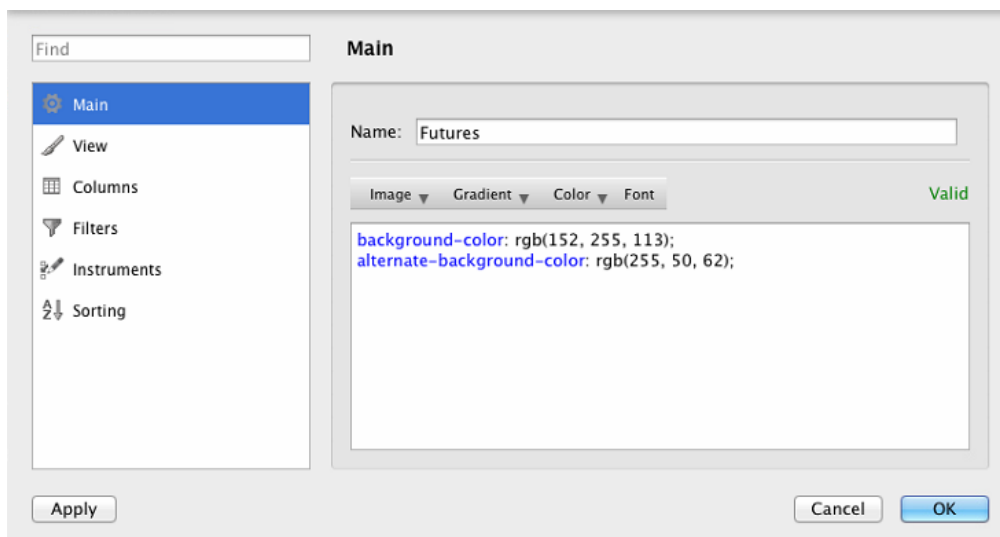 Find
Main
Main
View
Columns
Filters
Instruments
Sorting
Name: Futures
Image Gradient Color Font
Valid
background-color: rgb(152, 255, 113);
alternate-background-color: rgb(255, 50, 62);
Apply
Cancel
OK